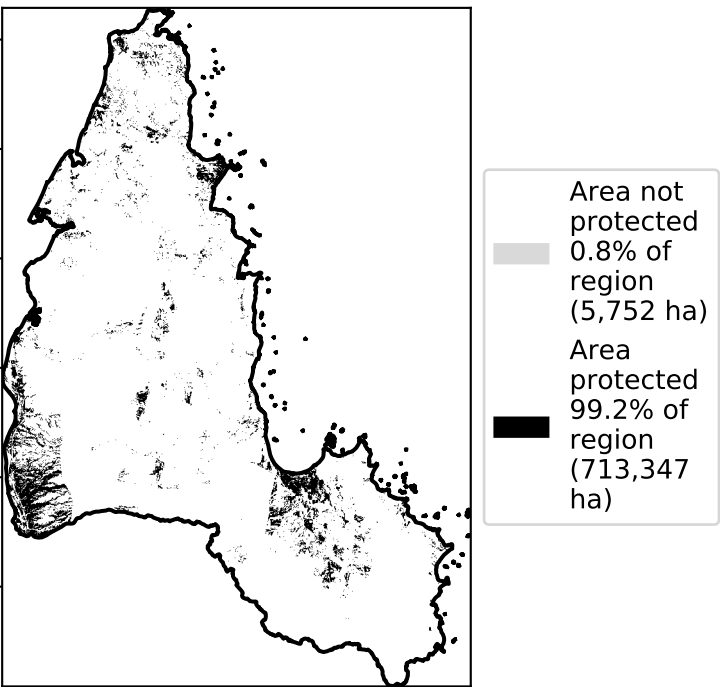 Area not
protected
0.8% of
region
(5,752 ha)
Area
protected
99.2% of
region
(713,347
ha)